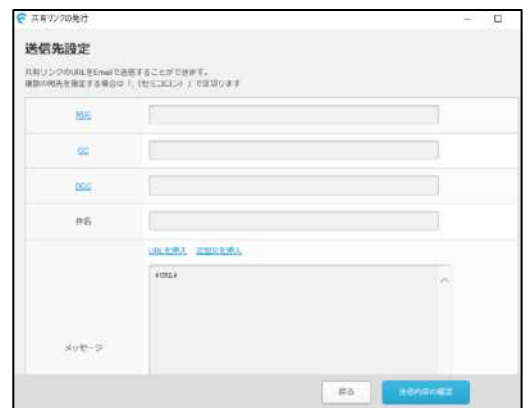 共有リンクの発行
送信先設定
共有リンクのURLをEmailで送信することができます。
複数の宛先を指定する場合は「;（セミコロン）」で区切ります
宛先
CC
BCC
件名
URLを挿入 定型文を挿入
#URL#
メッセージ
戻る 送信内容の確認